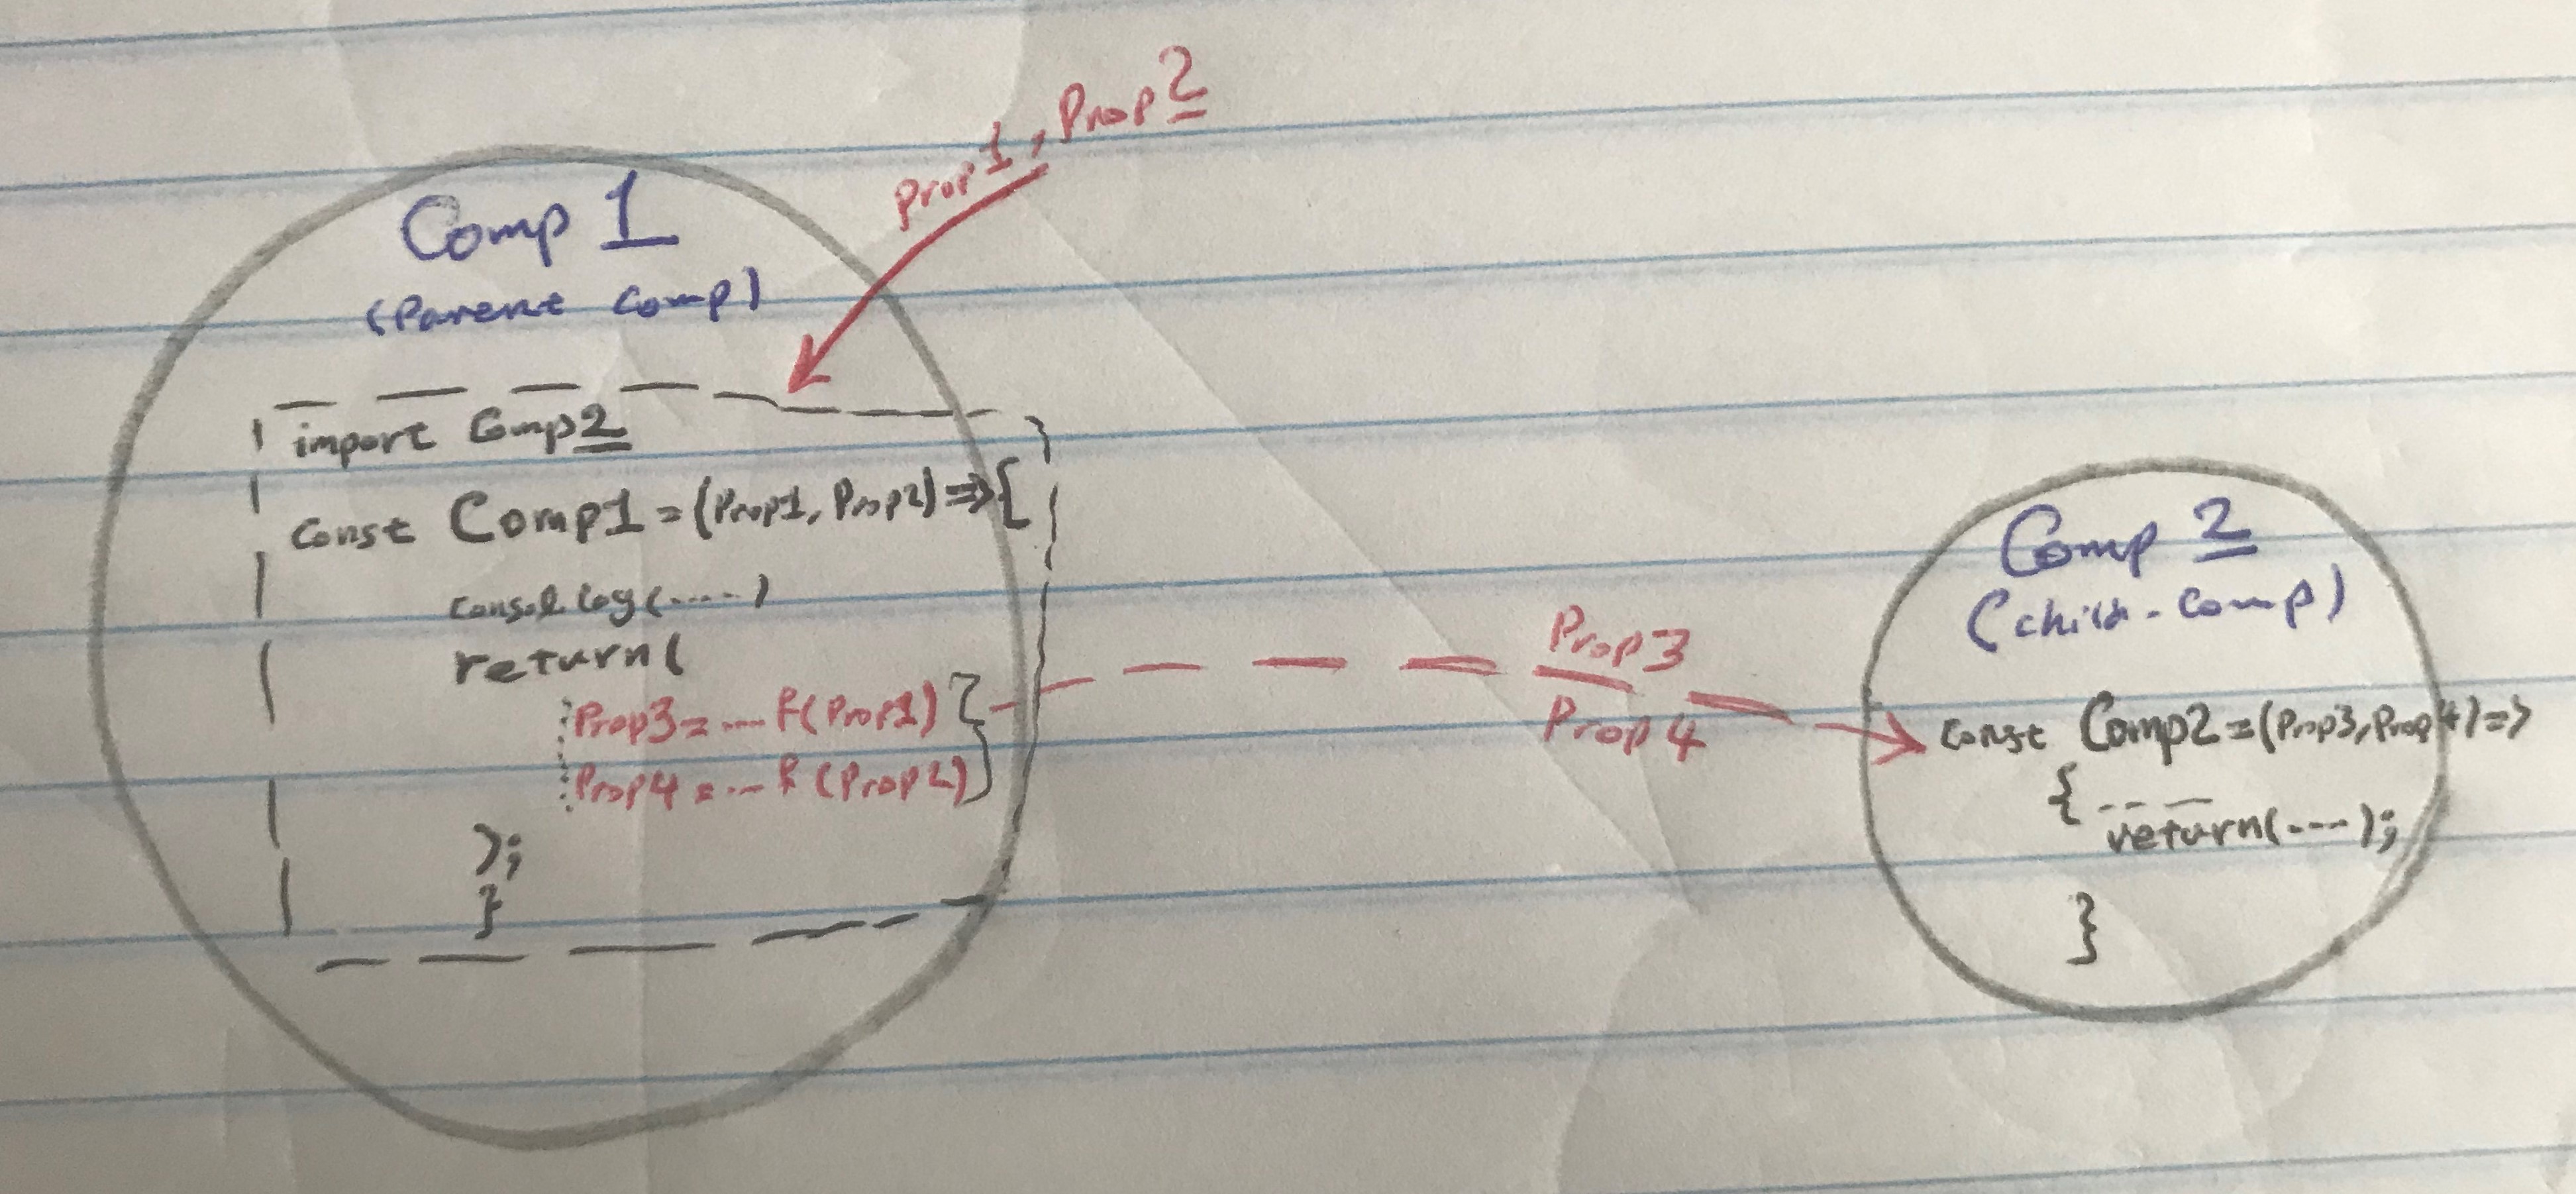 Prop1, Prop2
Comp 1
(Parent Comp)
import Comp2
const Comp1 = (Prop1, Prop2) => {
consol log(.....)
return(
Prop3 = .... F(Prop1) }
Prop4 = ... F (Prop2)
);
}
Prop3
Prop4
Comp 2
(child-comp)
const Comp2 = (Prop3, Prop4) =>
{ -- -- --
return(----);
}